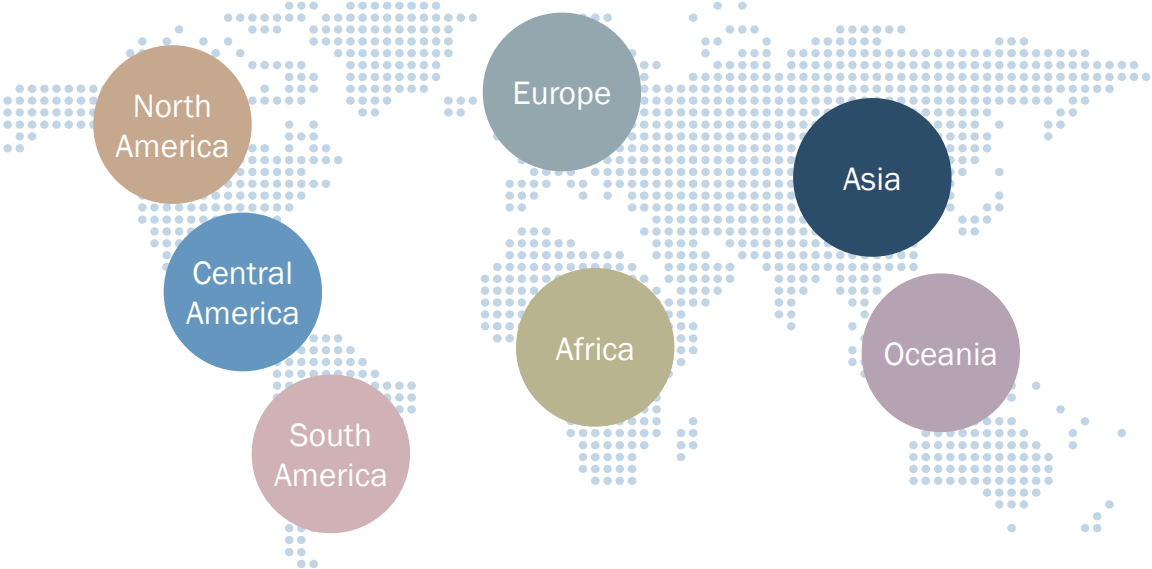 North
America
Europe
Asia
Central
America
Africa
Oceania
South
America